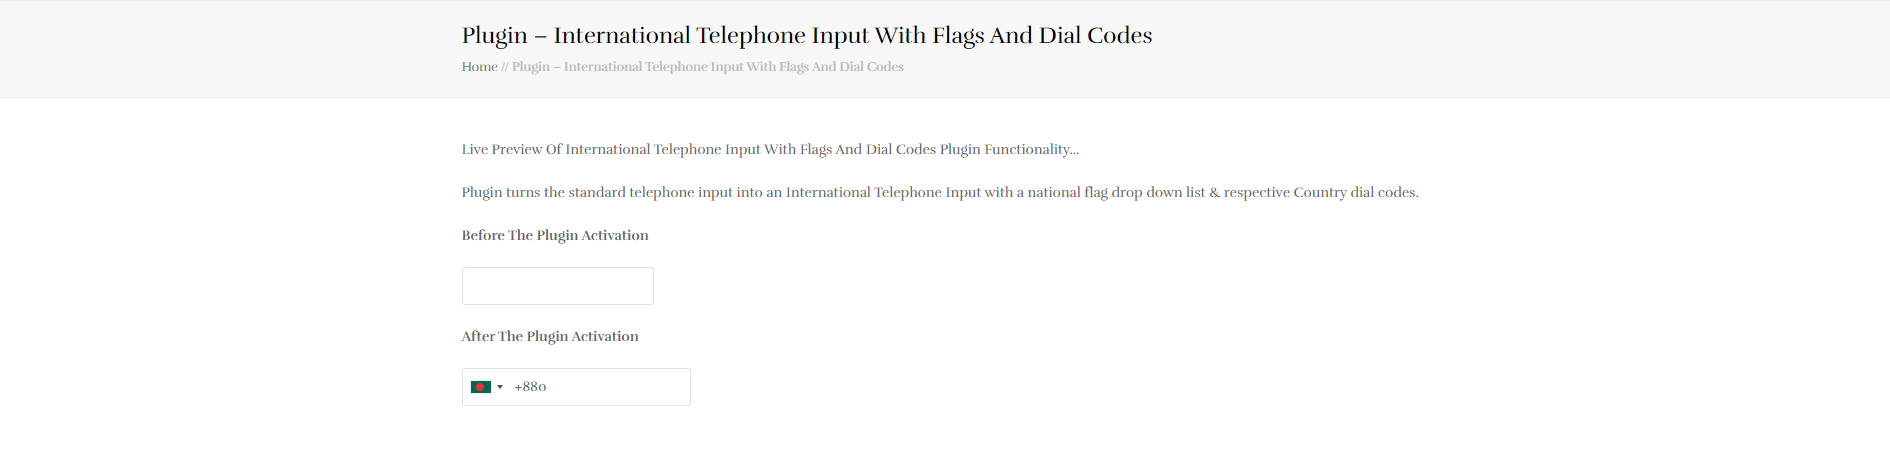 Plugin – International Telephone Input With Flags And Dial Codes
Home // Plugin – International Telephone Input With Flags And Dial Codes
Live Preview Of International Telephone Input With Flags And Dial Codes Plugin Functionality...
Plugin turns the standard telephone input into an International Telephone Input with a national flag drop down list & respective Country dial codes.
Before The Plugin Activation
After The Plugin Activation
+880